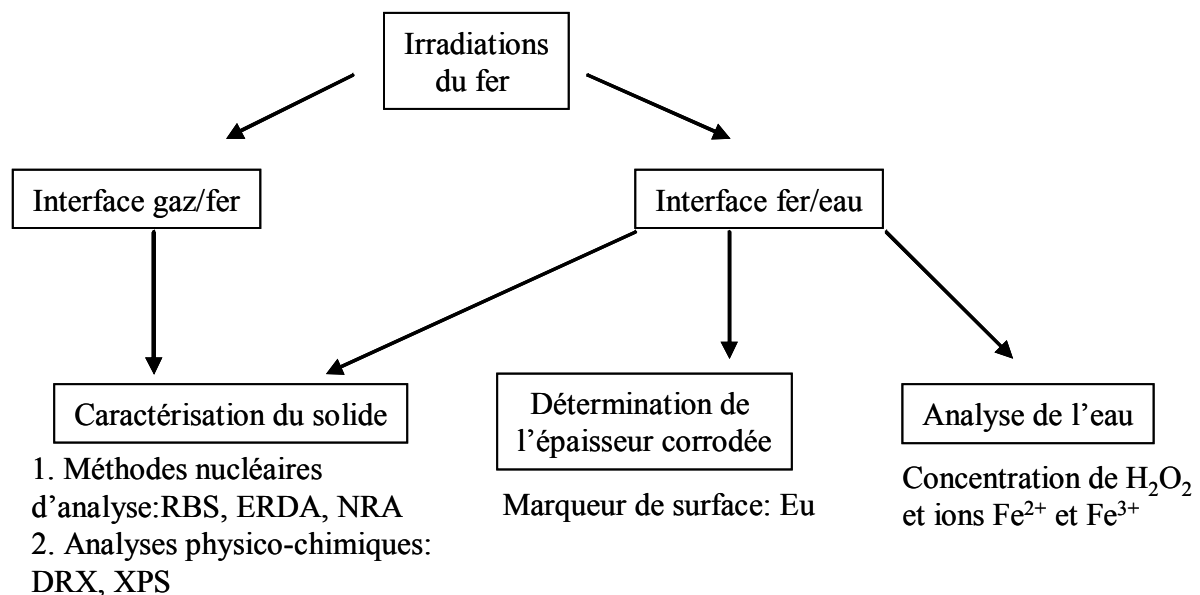 Irradiations
du fer
Interface gaz/fer
Interface fer/eau
Caractérisation du solide
1. Méthodes nucléaires
d’analyse:RBS, ERDA, NRA
2. Analyses physico-chimiques:
DRX, XPS
Détermination de
l’épaisseur corrodée
Marqueur de surface: Eu
Analyse de l’eau
Concentration de H₂O₂
et ions Fe²⁺ et Fe³⁺